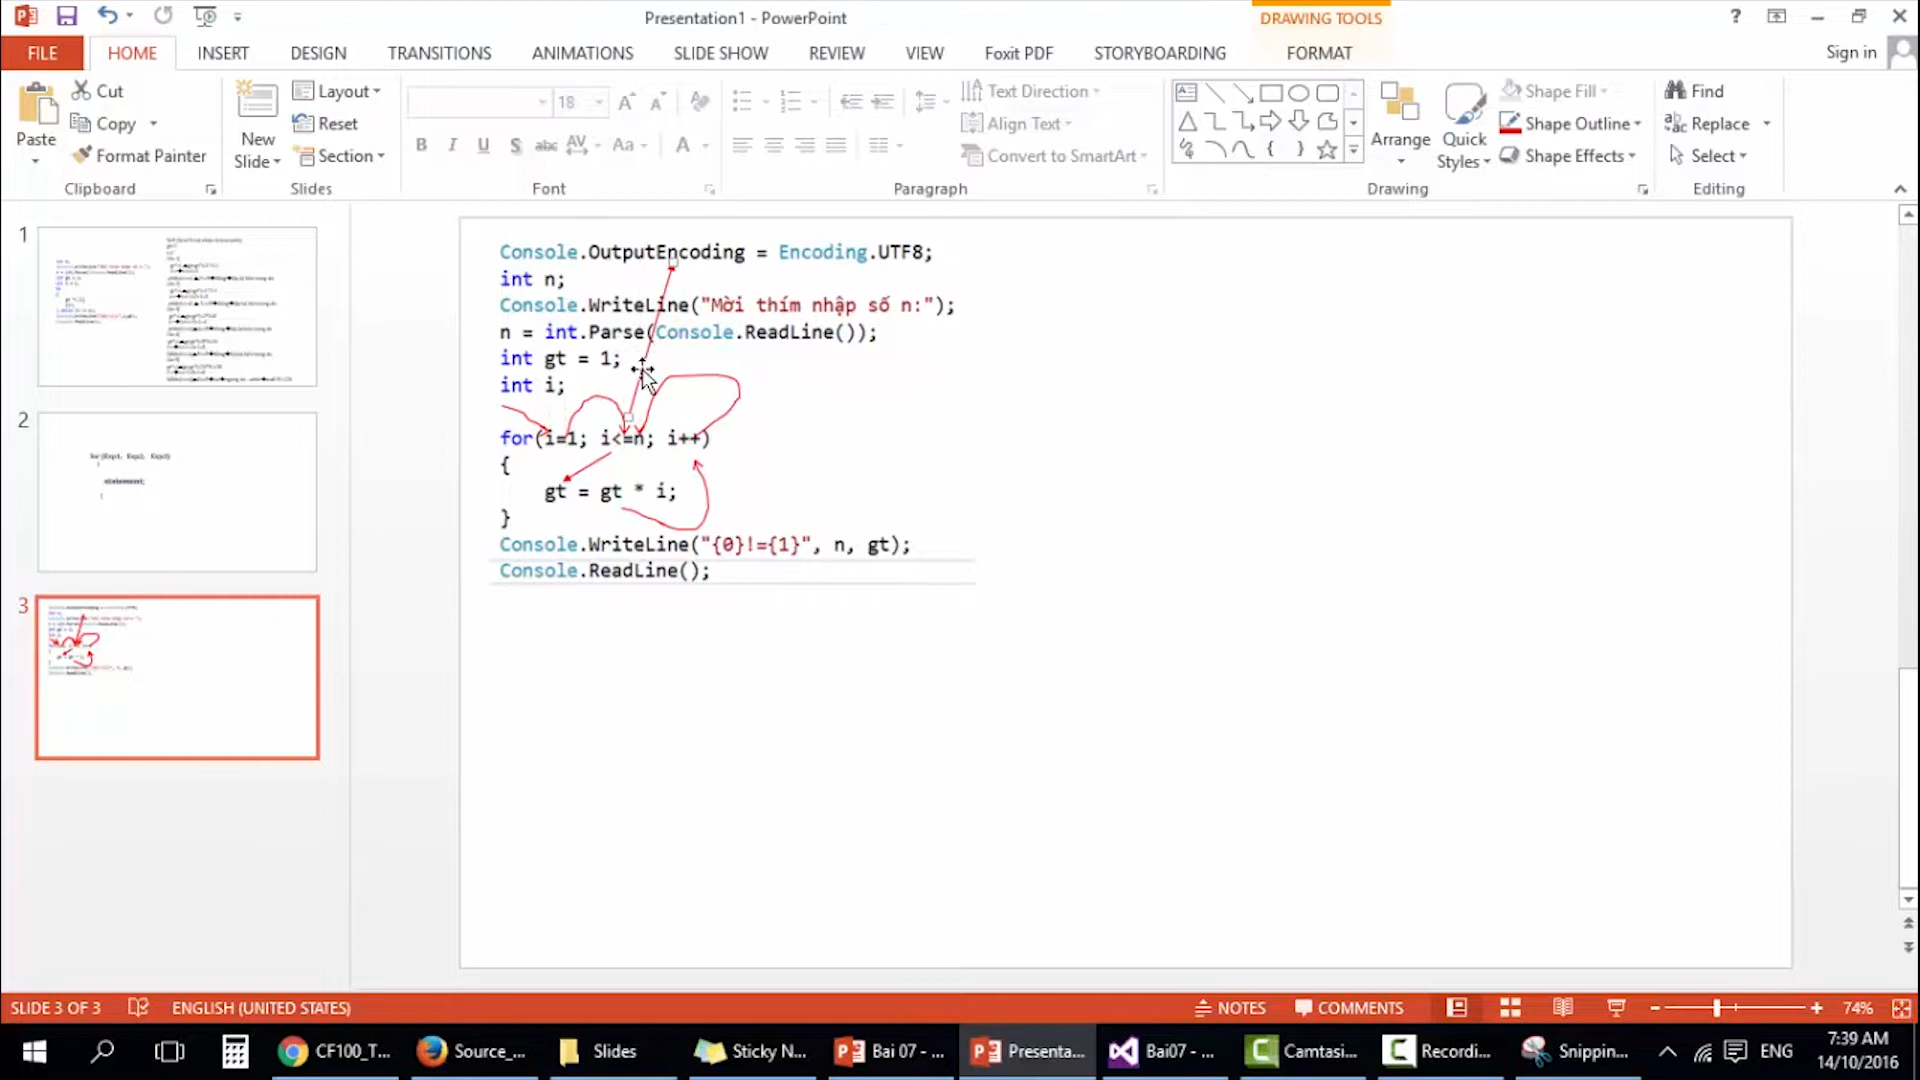 Presentation1 - PowerPoint
DRAWING TOOLS
FILE HOME INSERT DESIGN TRANSITIONS ANIMATIONS SLIDE SHOW REVIEW VIEW Foxit PDF STORYBOARDING FORMAT Sign in
Paste
Cut
Copy
Format Painter
Clipboard
New Slide
Layout
Reset
Section
Slides
18
Font
Text Direction
Align Text
Convert to SmartArt
Paragraph
Arrange
Quick Styles
Shape Fill
Shape Outline
Shape Effects
Drawing
Find
Replace
Select
Editing
1
2
3
Console.OutputEncoding = Encoding.UTF8;
int n;
Console.WriteLine("Mời thím nhập số n:");
n = int.Parse(Console.ReadLine());
int gt = 1;
int i;
for(i=1; i<=n; i++)
{
gt = gt * i;
}
Console.WriteLine("{0}!={1}", n, gt);
Console.ReadLine();
SLIDE 3 OF 3 ENGLISH (UNITED STATES) NOTES COMMENTS 74%
CF100_T... Source_... Slides Sticky N... Bai 07 - ... Presenta... Bai07 - ... Camtasi... Recordi... Snippin... ENG
7:39 AM
14/10/2016